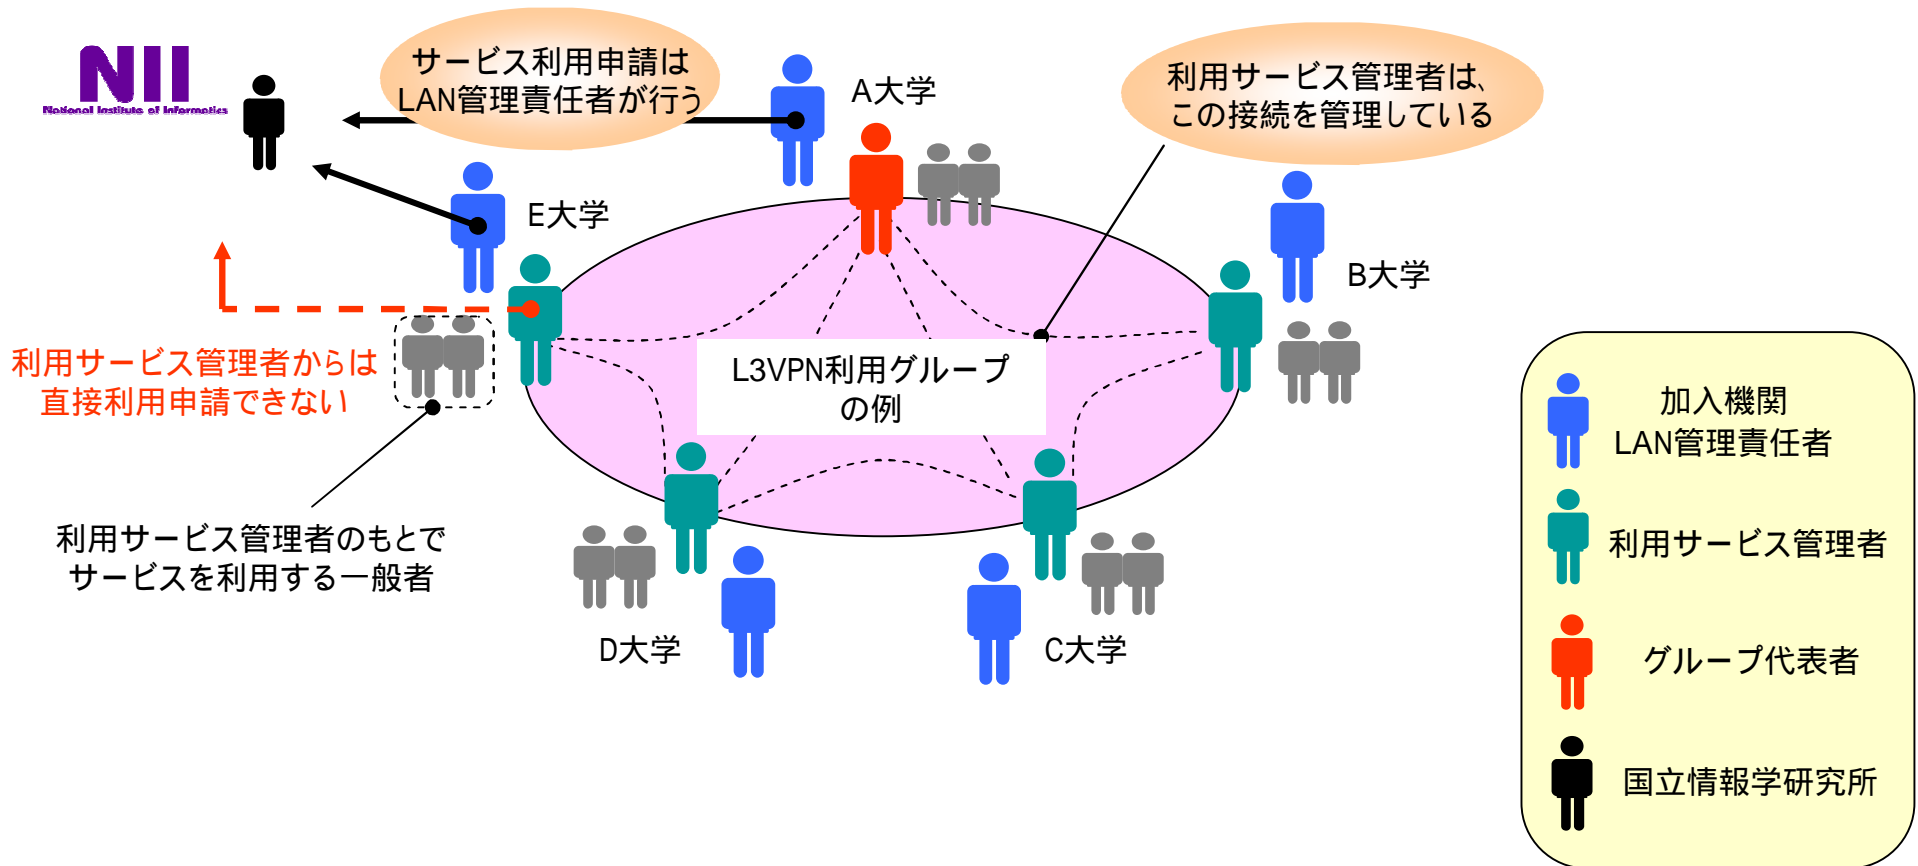 NII
National Institute of Informatics
サービス利用申請は
LAN管理責任者が行う
A大学
利用サービス管理者は、
この接続を管理している
E大学
B大学
利用サービス管理者からは
直接利用申請できない
L3VPN利用グループ
の例
利用サービス管理者のもとで
サービスを利用する一般者
D大学
C大学
加入機関
LAN管理責任者
利用サービス管理者
グループ代表者
国立情報学研究所